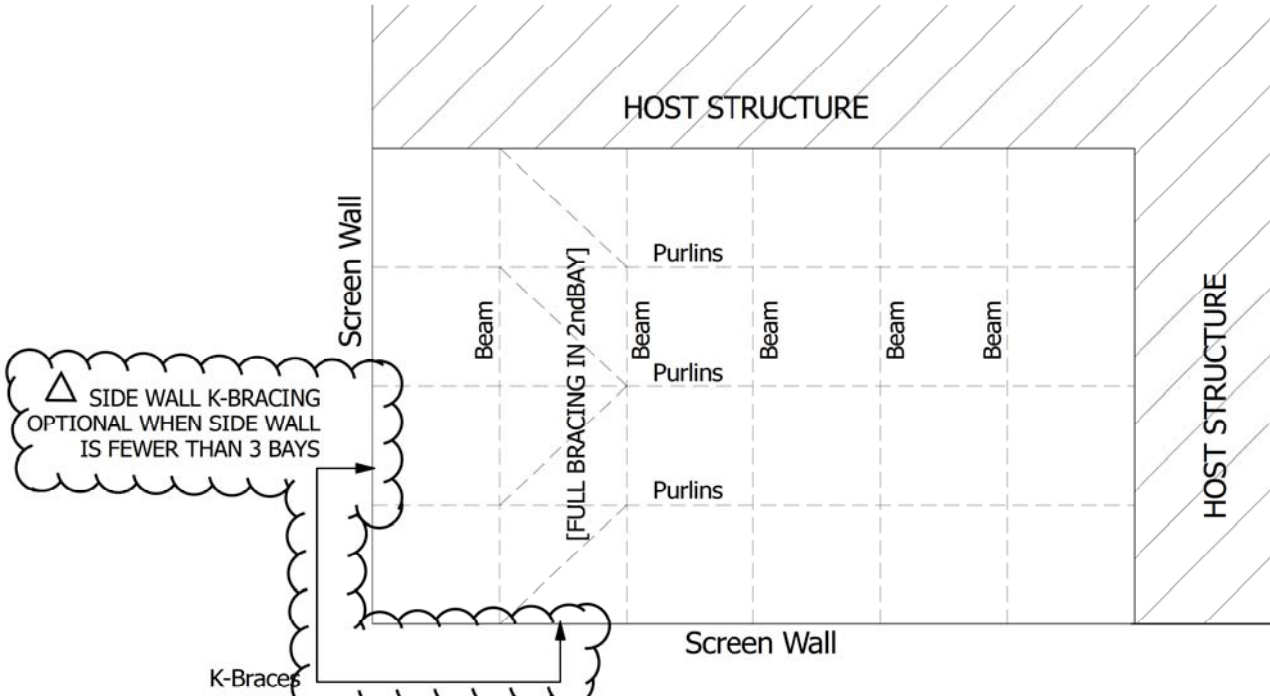 HOST STRUCTURE
Screen Wall
Purlins
[FULL BRACING IN 2ndBAY]
Beam
Beam
Beam
Beam
Beam
HOST STRUCTURE
Purlins
SIDE WALL K-BRACING
OPTIONAL WHEN SIDE WALL
IS FEWER THAN 3 BAYS
Purlins
Screen Wall
K-Braces